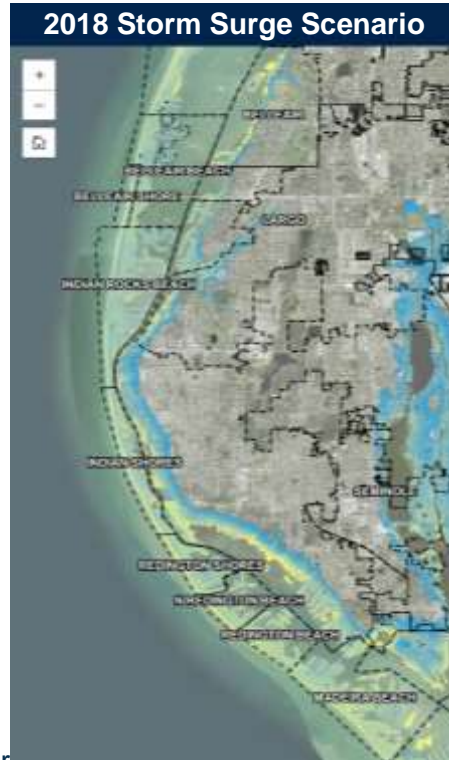 2018 Storm Surge Scenario
+
−
BELLEAIR
BELLEAIR BEACH
BELLEAIR SHORE
LARGO
INDIAN ROCKS BEACH
INDIAN SHORES
SEMINOLE
REDINGTON SHORES
N REDINGTON BEACH
REDINGTON BEACH
MADEIRA BEACH
r